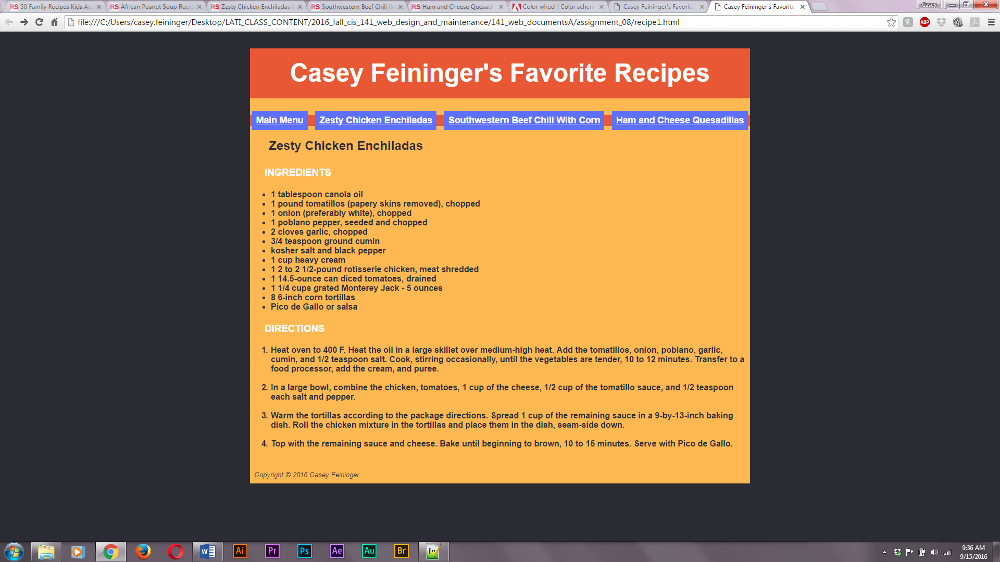 RS 50 Family Recipes Kids Ac
RS African Peanut Soup Recip
RS Zesty Chicken Enchiladas
RS Southwestern Beef Chili W
RS Ham and Cheese Quesadi
Color wheel | Color schem
Casey Feininger's Favorite
Casey Feininger's Favorite
Casey
file:///C:/Users/casey.feininger/Desktop/LATI_CLASS_CONTENT/2016_fall_cis_141_web_design_and_maintenance/141_web_documentsA/assignment_08/recipe1.html
ABP
Casey Feininger's Favorite Recipes
Main Menu Zesty Chicken Enchiladas Southwestern Beef Chili With Corn Ham and Cheese Quesadillas
Zesty Chicken Enchiladas
INGREDIENTS
• 1 tablespoon canola oil
• 1 pound tomatillos (papery skins removed), chopped
• 1 onion (preferably white), chopped
• 1 poblano pepper, seeded and chopped
• 2 cloves garlic, chopped
• 3/4 teaspoon ground cumin
• kosher salt and black pepper
• 1 cup heavy cream
• 1 2 to 2 1/2-pound rotisserie chicken, meat shredded
• 1 14.5-ounce can diced tomatoes, drained
• 1 1/4 cups grated Monterey Jack - 5 ounces
• 8 6-inch corn tortillas
• Pico de Gallo or salsa
DIRECTIONS
1. Heat oven to 400 F. Heat the oil in a large skillet over medium-high heat. Add the tomatillos, onion, poblano, garlic,
cumin, and 1/2 teaspoon salt. Cook, stirring occasionally, until the vegetables are tender, 10 to 12 minutes. Transfer to a
food processor, add the cream, and puree.
2. In a large bowl, combine the chicken, tomatoes, 1 cup of the cheese, 1/2 cup of the tomatillo sauce, and 1/2 teaspoon
each salt and pepper.
3. Warm the tortillas according to the package directions. Spread 1 cup of the remaining sauce in a 9-by-13-inch baking
dish. Roll the chicken mixture in the tortillas and place them in the dish, seam-side down.
4. Top with the remaining sauce and cheese. Bake until beginning to brown, 10 to 15 minutes. Serve with Pico de Gallo.
Copyright © 2016 Casey Feininger
W Ai Pr Ps Ae Au Br
9:36 AM
9/15/2016